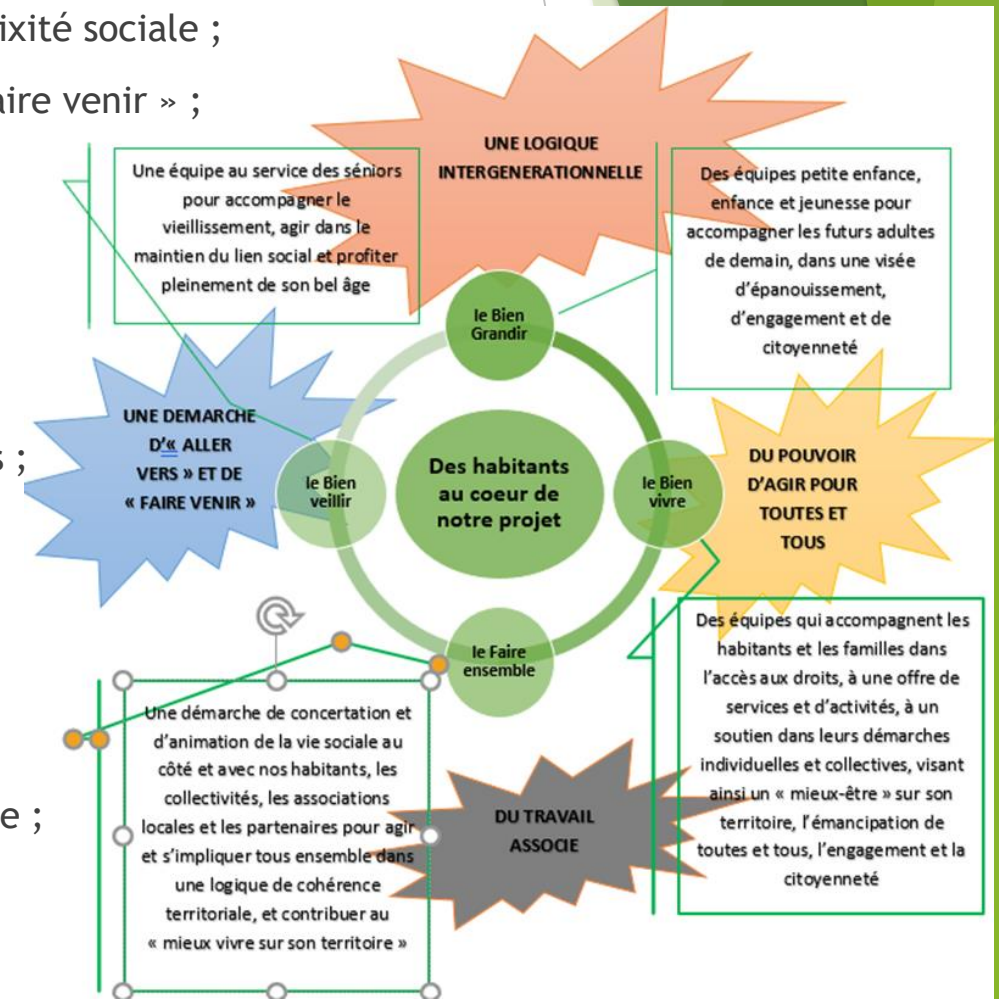 ixité sociale ;
aire venir » ;
UNE LOGIQUE
INTERGENERATIONNELLE
Une équipe au service des séniors
pour accompagner le
vieillissement, agir dans le
maintien du lien social et profiter
pleinement de son bel âge
Des équipes petite enfance,
enfance et jeunesse pour
accompagner les futurs adultes
de demain, dans une visée
d'épanouissement,
d'engagement et de
citoyenneté
le Bien
Grandir
UNE DEMARCHE
D'« ALLER
VERS » ET DE
« FAIRE VENIR »
s ;
le Bien
veillir
Des habitants
au coeur de
notre projet
le Bien
vivre
DU POUVOIR
D'AGIR POUR
TOUTES ET
TOUS
le Faire
ensemble
Une démarche de concertation et
d'animation de la vie sociale au
côté et avec nos habitants, les
collectivités, les associations
locales et les partenaires pour agir
et s'impliquer tous ensemble dans
une logique de cohérence
territoriale, et contribuer au
« mieux vivre sur son territoire »
e ;
DU TRAVAIL
ASSOCIE
Des équipes qui accompagnent les
habitants et les familles dans
l'accès aux droits, à une offre de
services et d'activités, à un
soutien dans leurs démarches
individuelles et collectives, visant
ainsi un « mieux-être » sur son
territoire, l'émancipation de
toutes et tous, l'engagement et la
citoyenneté